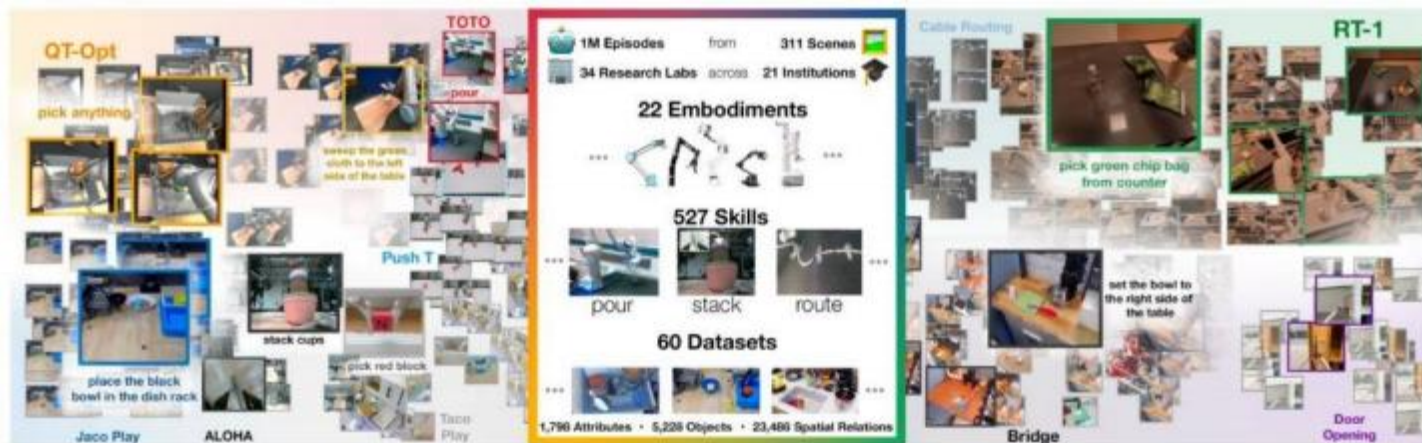 QT-Opt
pick anything
TOTO
pour
sweep the green
cloth to the left
side of the table
Push T
stack cups
pick red block
place the black
bowl in the dish rack
Jaco Play
ALOHA
Taco
Play
1M Episodes from 311 Scenes
34 Research Labs across 21 Institutions
22 Embodiments
527 Skills
pour stack route
60 Datasets
1,798 Attributes • 5,228 Objects • 23,486 Spatial Relations
Cable Routing
RT-1
pick green chip bag
from counter
set the bowl to
the right side of
the table
Bridge
Door
Opening